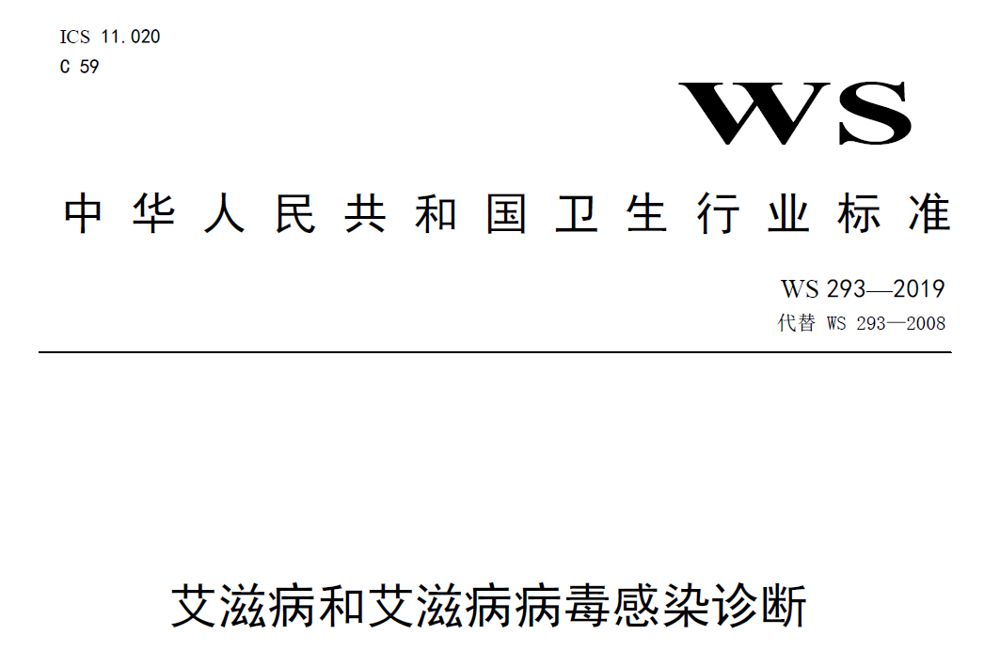 ICS 11.020
C 59
WS
中华人民共和国卫生行业标准
WS 293—2019
代替 WS 293—2008
艾滋病和艾滋病病毒感染诊断